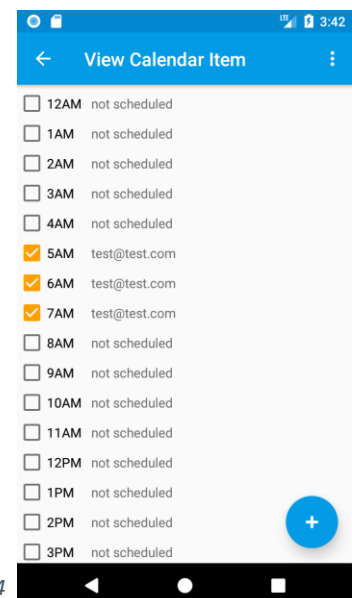 LTE 3:42
View Calendar Item
12AM not scheduled
1AM not scheduled
2AM not scheduled
3AM not scheduled
4AM not scheduled
5AM test@test.com
6AM test@test.com
7AM test@test.com
8AM not scheduled
9AM not scheduled
10AM not scheduled
11AM not scheduled
12PM not scheduled
1PM not scheduled
2PM not scheduled
+
3PM not scheduled
4